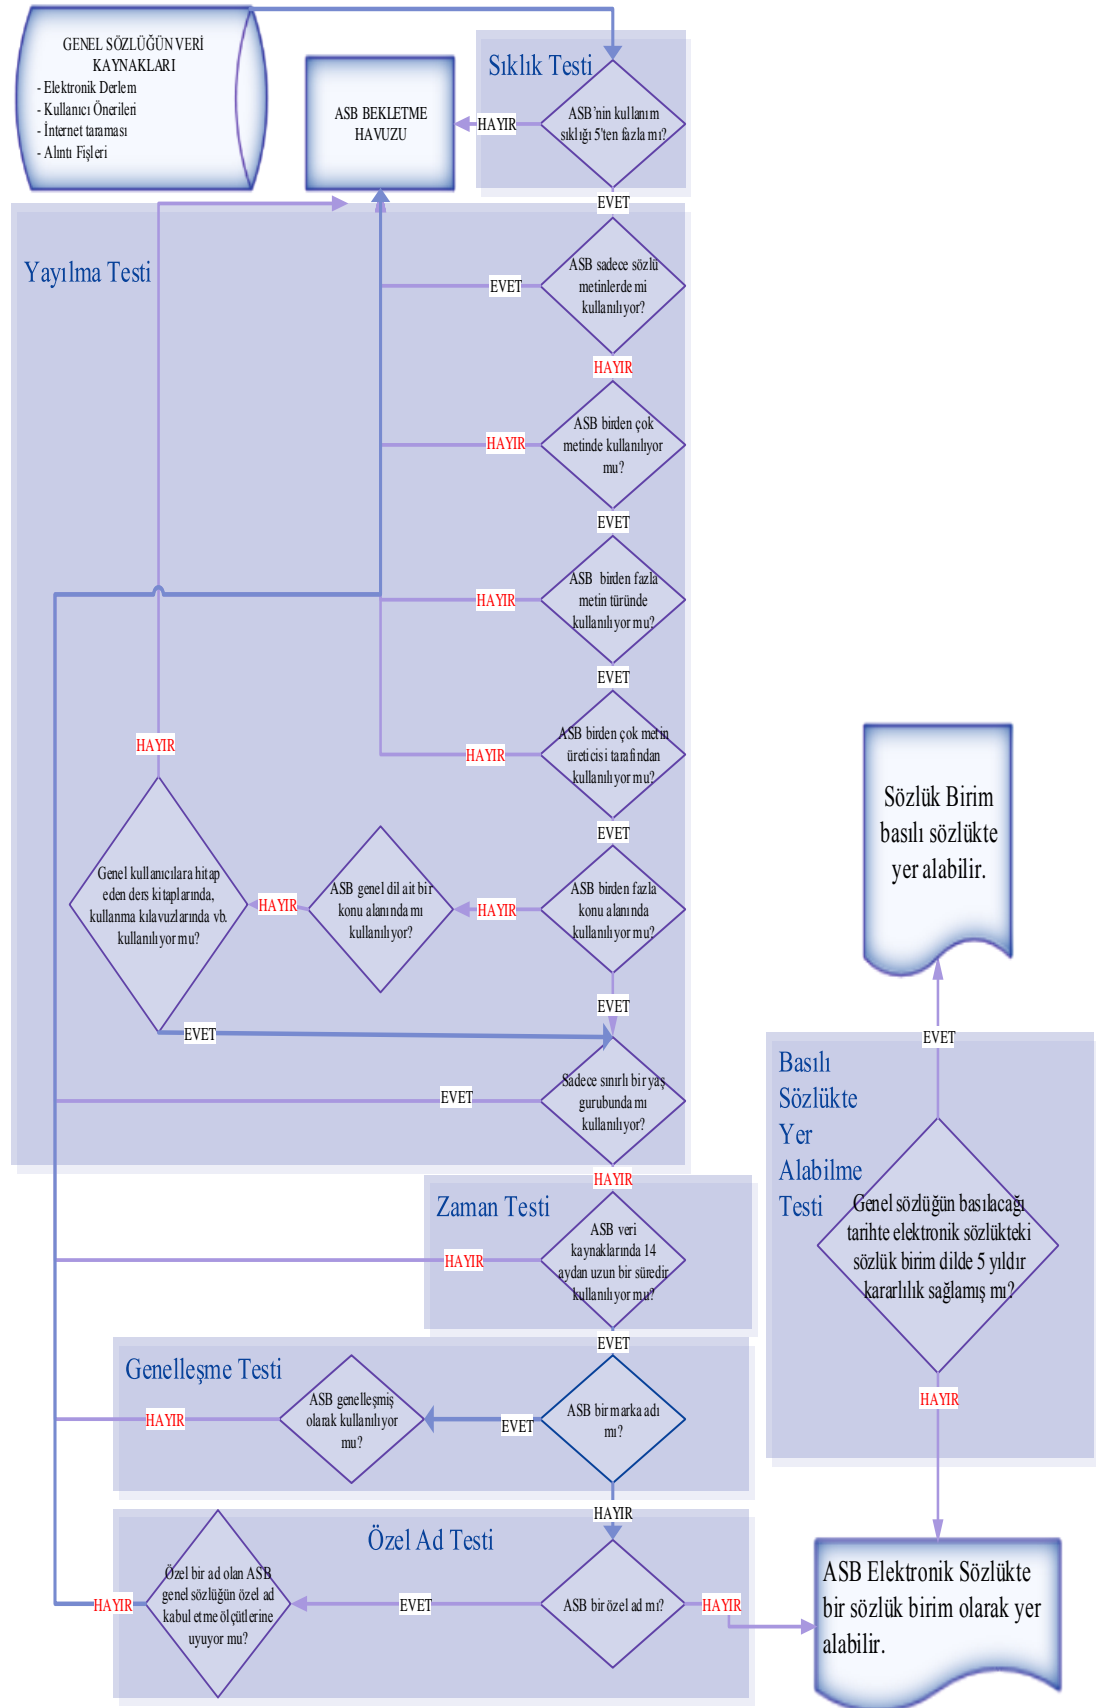 GENEL SÖZLÜĞÜN VERİ
KAYNAKLARI
- Elektronik Derlem
- Kullanıcı Önerileri
- İnternet taraması
- Alıntı Fişleri
ASB BEKLETME
HAVUZU
Sıklık Testi
ASB'nin kullanım
sıklığı 5'ten fazla mı?
HAYIR
EVET
Yayılma Testi
ASB sadece sözlü
metinlerde mi
kullanılıyor?
EVET
HAYIR
ASB birden çok
metinde kullanılıyor
mu?
HAYIR
EVET
ASB birden fazla
metin türünde
kullanılıyor mu?
HAYIR
EVET
ASB birden çok metin
üreticisi tarafından
kullanılıyor mu?
HAYIR
EVET
ASB birden fazla
konu alanında
kullanılıyor mu?
HAYIR
ASB genel dil ait bir
konu alanında mı
kullanılıyor?
HAYIR
Genel kullanıcılara hitap
eden ders kitaplarında,
kullanma kılavuzlarında vb.
kullanılıyor mu?
HAYIR
EVET
EVET
Sadece sınırlı bir yaş
gurubunda mı
kullanılıyor?
EVET
HAYIR
Zaman Testi
ASB veri
kaynaklarında 14
aydan uzun bir süredir
kullanılıyor mu?
HAYIR
EVET
Genelleşme Testi
ASB bir marka adı
mı?
EVET
ASB genelleşmiş
olarak kullanılıyor
mu?
HAYIR
HAYIR
Özel Ad Testi
ASB bir özel ad mı?
EVET
Özel bir ad olan ASB
genel sözlüğün özel ad
kabul etme ölçütlerine
uyuyor mu?
HAYIR
HAYIR
ASB Elektronik Sözlükte
bir sözlük birim olarak yer
alabilir.
Basılı
Sözlükte
Yer
Alabilme
Testi
Genel sözlüğün basılacağı
tarihte elektronik sözlükteki
sözlük birim dilde 5 yıldır
kararlılık sağlamış mı?
HAYIR
EVET
Sözlük Birim
basılı sözlükte
yer alabilir.